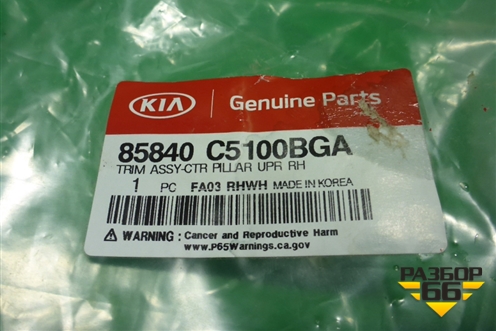 KIA Genuine Parts
85840 C5100BGA
TRIM ASSY-CTR PILLAR UPR RH
1 PC FA03 RHWH MADE IN KOREA
WARNING : Cancer and Reproductive Harm
www.P65Warnings.ca.gov
РАЗБОР
66